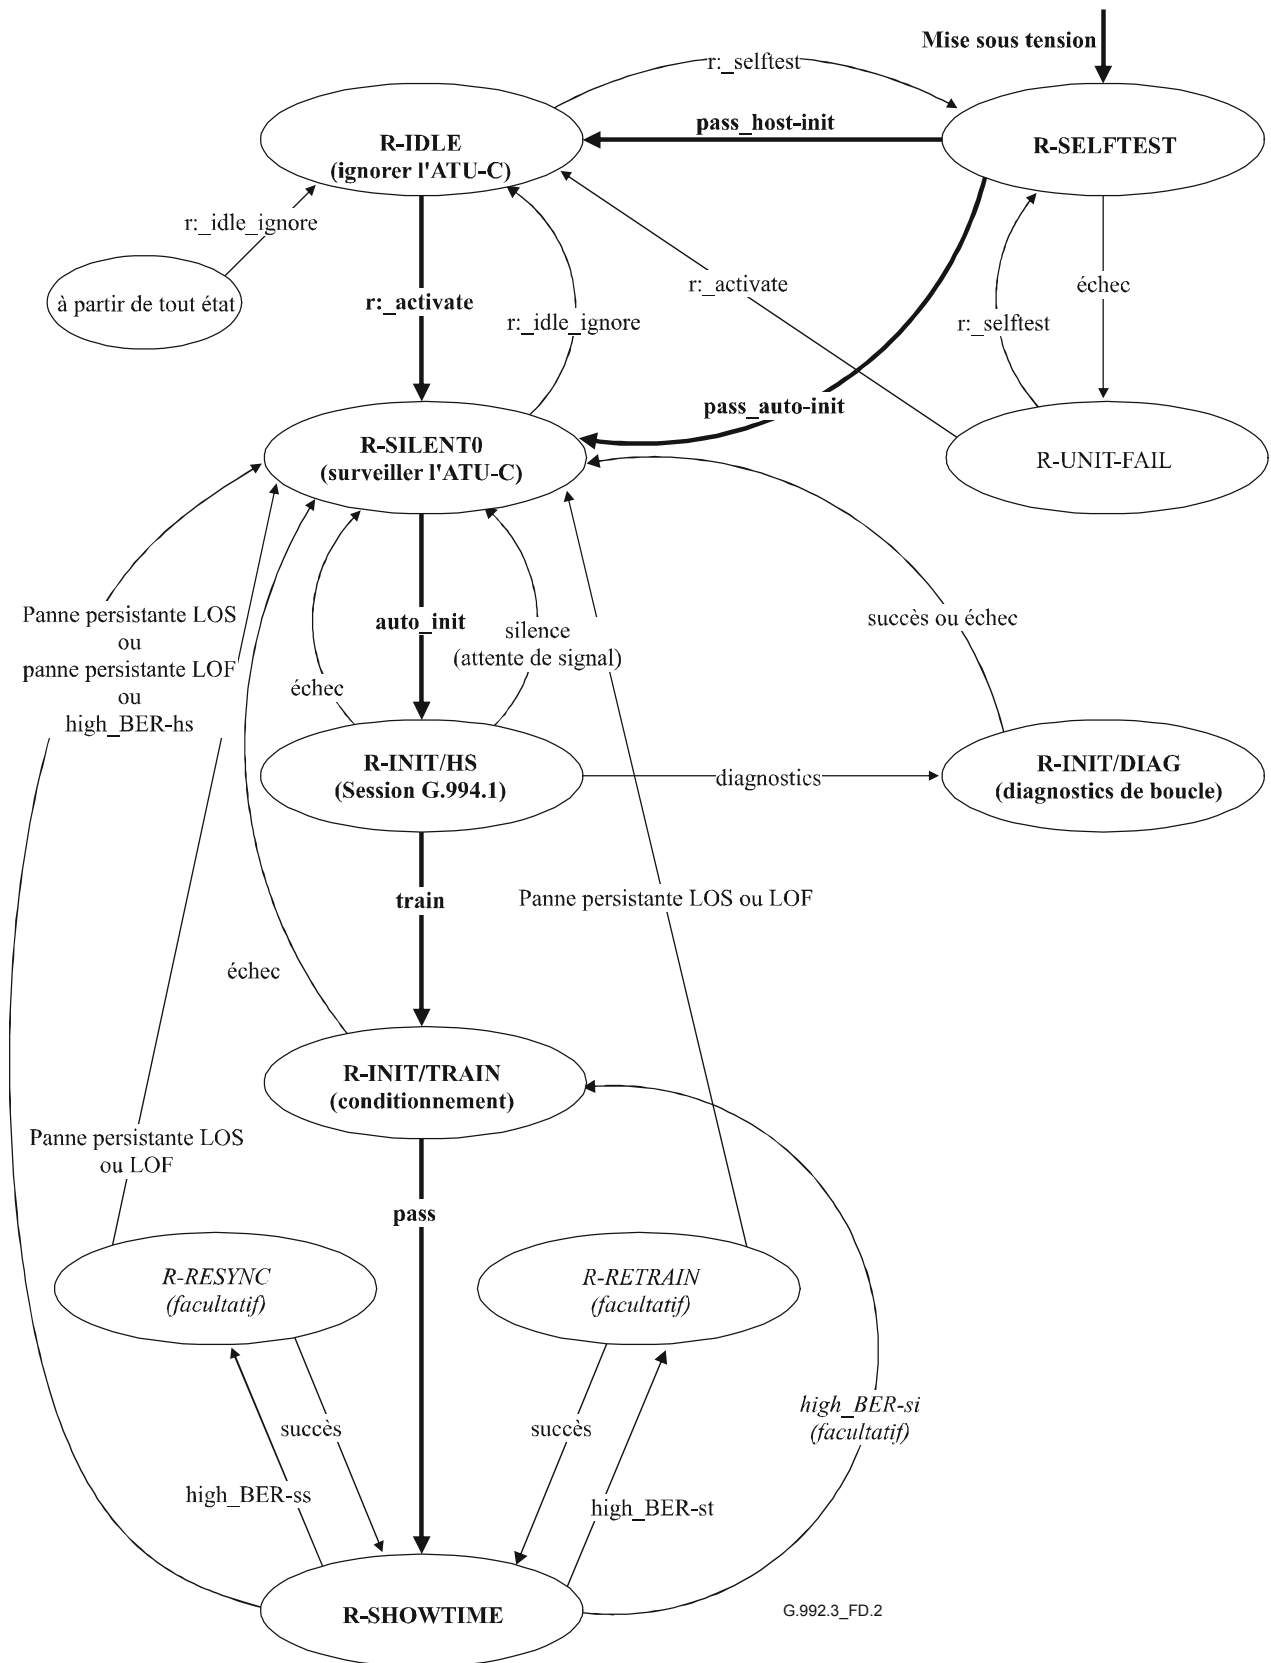 Mise sous tension
r:_selftest
pass_host-init
R-IDLE
(ignorer l'ATU-C)
R-SELFTEST
r:_idle_ignore
à partir de tout état
r:_activate
r:_idle_ignore
r:_activate
échec
r:_selftest
pass_auto-init
R-SILENT0
(surveiller l'ATU-C)
R-UNIT-FAIL
Panne persistante LOS
ou
panne persistante LOF
ou
high_BER-hs
auto_init
silence
(attente de signal)
échec
succès ou échec
R-INIT/HS
(Session G.994.1)
diagnostics
R-INIT/DIAG
(diagnostics de boucle)
train
Panne persistante LOS ou LOF
échec
R-INIT/TRAIN
(conditionnement)
Panne persistante LOS
ou LOF
pass
R-RESYNC
(facultatif)
R-RETRAIN
(facultatif)
high_BER-si
(facultatif)
succès
succès
high_BER-ss
high_BER-st
R-SHOWTIME
G.992.3_FD.2